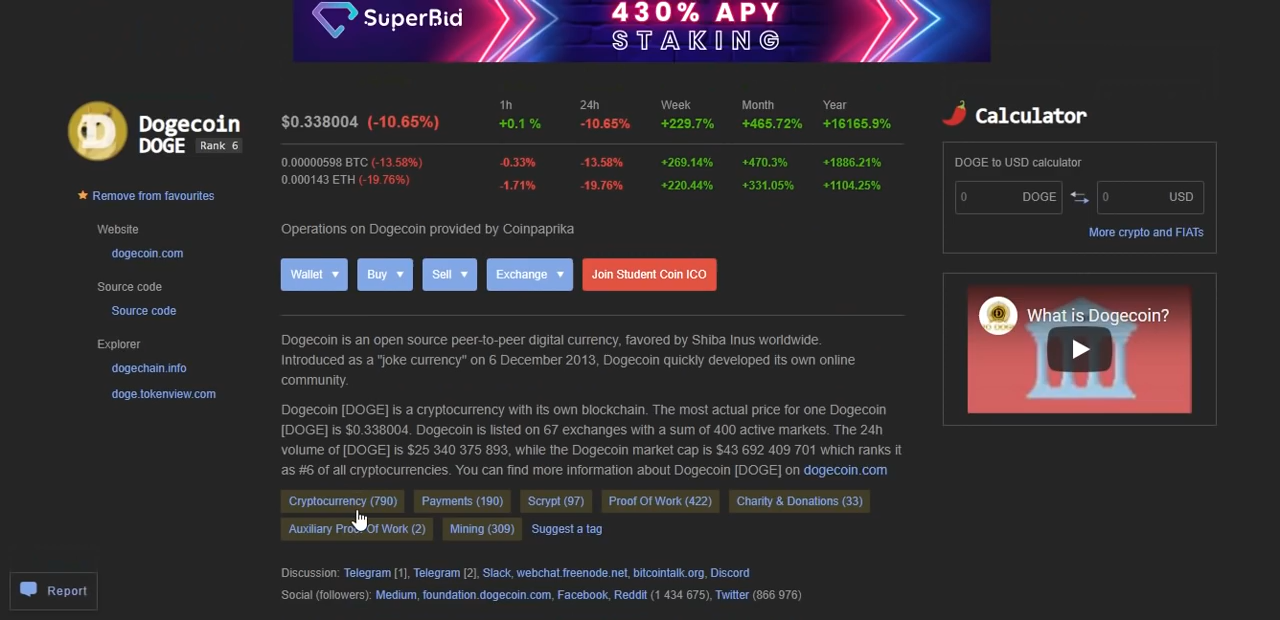 SuperBid
430% APY
STAKING
Dogecoin
DOGE Rank 6
Remove from favourites
Website
dogecoin.com
Source code
Source code
Explorer
dogechain.info
doge.tokenview.com
$0.338004 (-10.65%)
1h 24h Week Month Year
+0.1 % -10.65% +229.7% +465.72% +16165.9%
0.00000598 BTC (-13.58%) -0.33% -13.58% +269.14% +470.3% +1886.21%
0.000143 ETH (-19.76%) -1.71% -19.76% +220.44% +331.05% +1104.25%
Operations on Dogecoin provided by Coinpaprika
Wallet Buy Sell Exchange Join Student Coin ICO
Dogecoin is an open source peer-to-peer digital currency, favored by Shiba Inus worldwide.
Introduced as a "joke currency" on 6 December 2013, Dogecoin quickly developed its own online
community.
Dogecoin [DOGE] is a cryptocurrency with its own blockchain. The most actual price for one Dogecoin
[DOGE] is $0.338004. Dogecoin is listed on 67 exchanges with a sum of 400 active markets. The 24h
volume of [DOGE] is $25 340 375 893, while the Dogecoin market cap is $43 692 409 701 which ranks it
as #6 of all cryptocurrencies. You can find more information about Dogecoin [DOGE] on dogecoin.com
Cryptocurrency (790) Payments (190) Scrypt (97) Proof Of Work (422) Charity & Donations (33)
Auxiliary Proof Of Work (2) Mining (309) Suggest a tag
Discussion: Telegram [1], Telegram [2], Slack, webchat.freenode.net, bitcointalk.org, Discord
Social (followers): Medium, foundation.dogecoin.com, Facebook, Reddit (1 434 675), Twitter (866 976)
Calculator
DOGE to USD calculator
0 DOGE 0 USD
More crypto and FIATs
What is Dogecoin?
Report